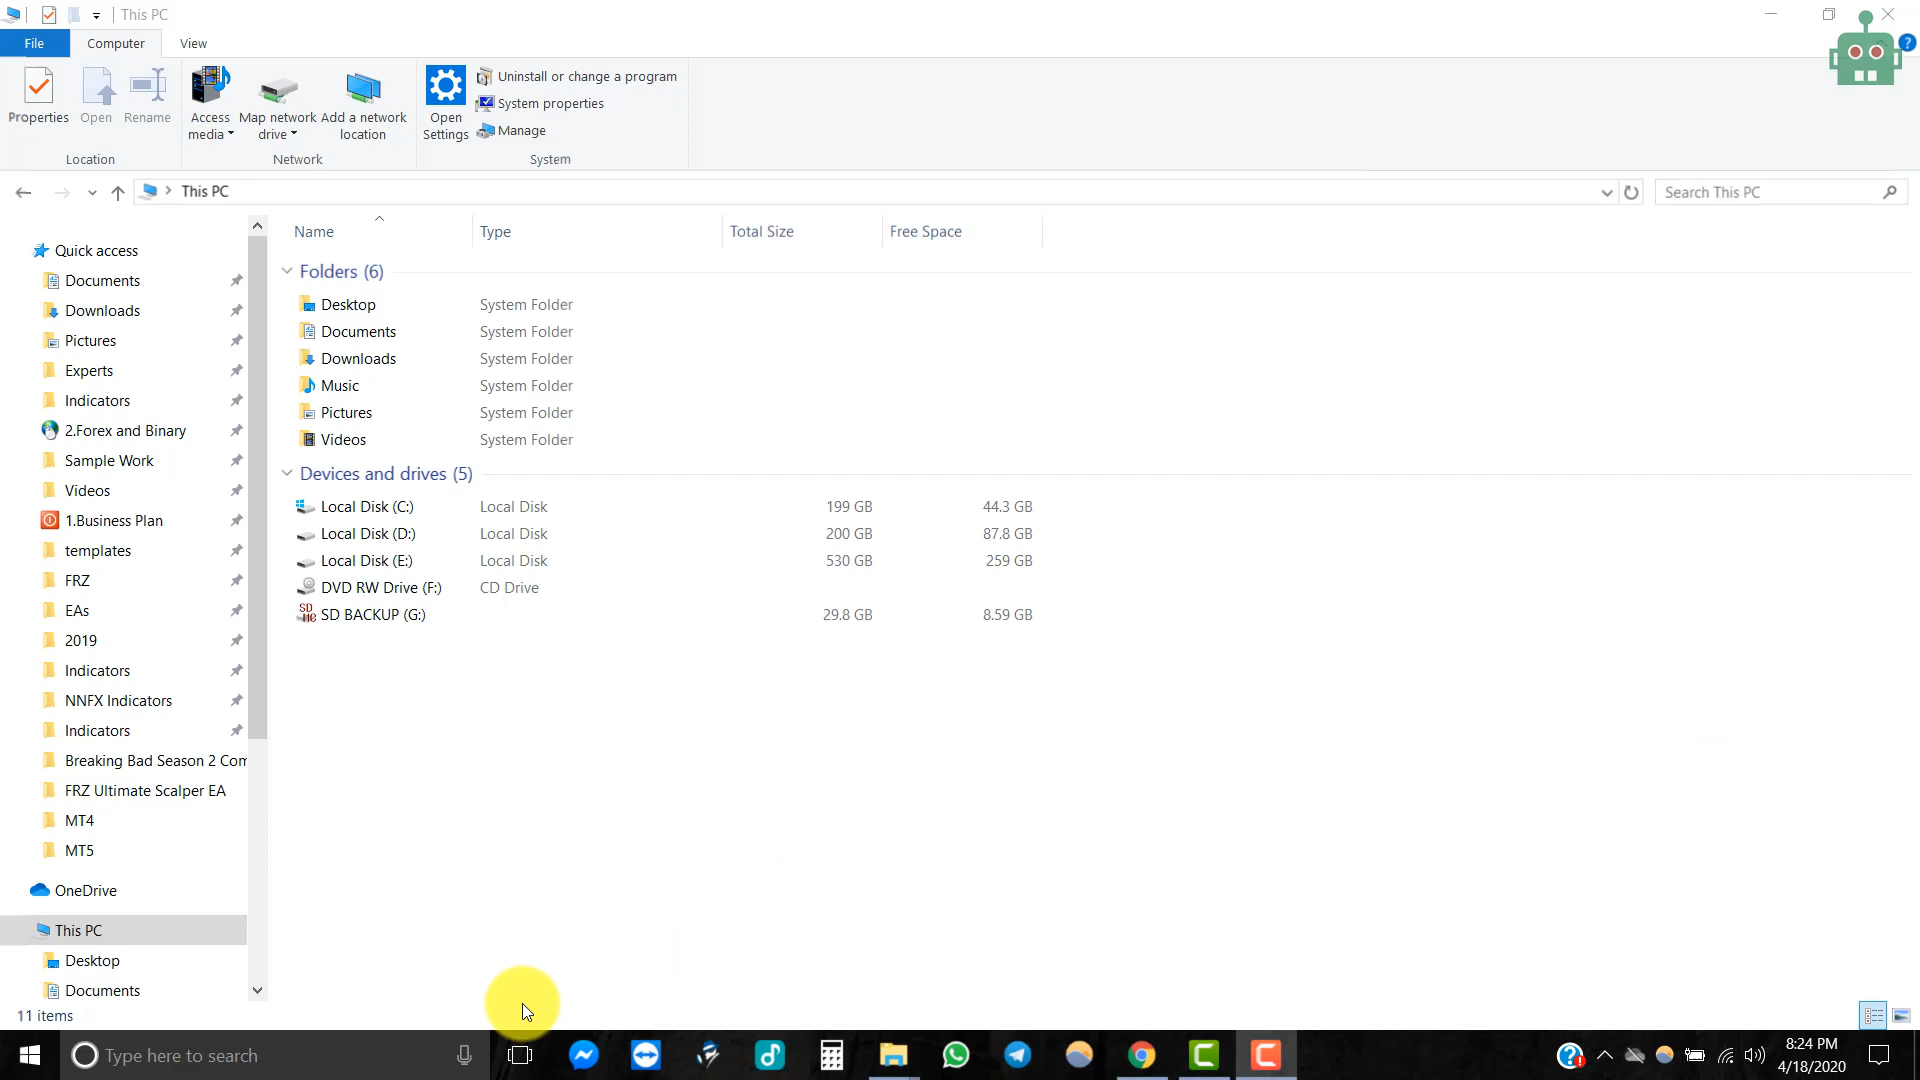 This PC
File
Computer
View
Properties
Open
Rename
Access media
Map network drive
Add a network location
Open Settings
Uninstall or change a program
System properties
Manage
Location
Network
System
This PC
Search This PC
Name
Type
Total Size
Free Space
Quick access
Documents
Downloads
Pictures
Experts
Indicators
2.Forex and Binary
Sample Work
Videos
1.Business Plan
templates
FRZ
EAs
2019
Indicators
NNFX Indicators
Indicators
Breaking Bad Season 2 Com
FRZ Ultimate Scalper EA
MT4
MT5
OneDrive
This PC
Desktop
Documents
Folders (6)
Desktop System Folder
Documents System Folder
Downloads System Folder
Music System Folder
Pictures System Folder
Videos System Folder
Devices and drives (5)
Local Disk (C:) Local Disk 199 GB 44.3 GB
Local Disk (D:) Local Disk 200 GB 87.8 GB
Local Disk (E:) Local Disk 530 GB 259 GB
DVD RW Drive (F:) CD Drive
SD BACKUP (G:) 29.8 GB 8.59 GB
11 items
Type here to search
8:24 PM
4/18/2020